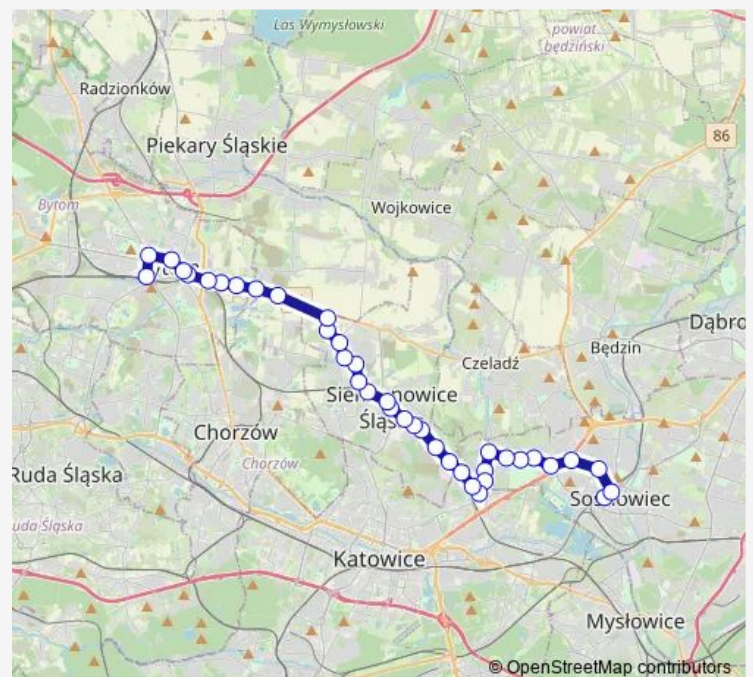 Las Wymysłowski
powiat
będziński
Radzionków
Piekary Śląskie
86
Bytom
Wojkowice
Dąbro
Będzin
Czeladź
Chorzów
Chorzów
Ruda Śląska
uda Śląska
Katowice
Mysłowice
© OpenStreetMap contributors